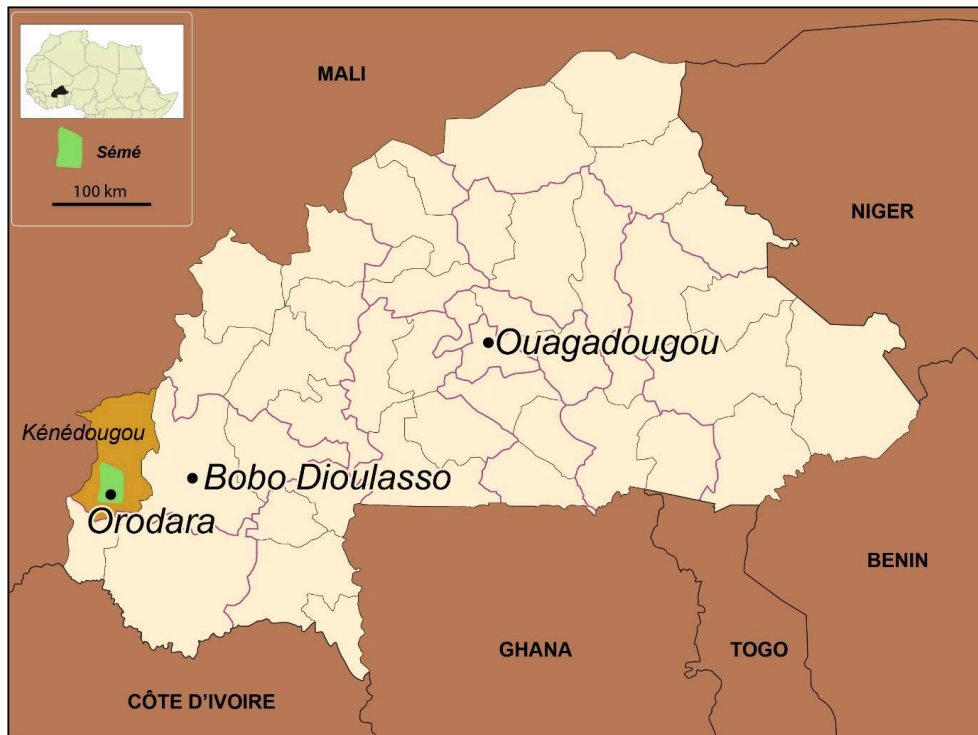 MALI
Sémé
100 km
NIGER
Ouagadougou
Kénédougou
Bobo Dioulasso
Orodara
BENIN
GHANA
TOGO
CÔTE D'IVOIRE